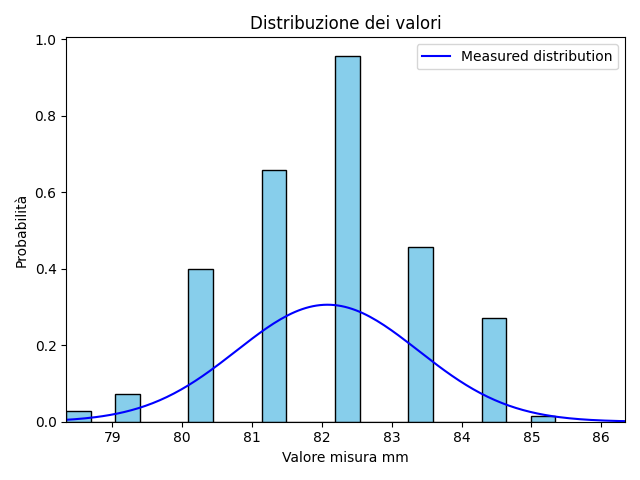 Distribuzione dei valori
Measured distribution
Probabilità
1.0
0.8
0.6
0.4
0.2
0.0
79 80 81 82 83 84 85 86
Valore misura mm